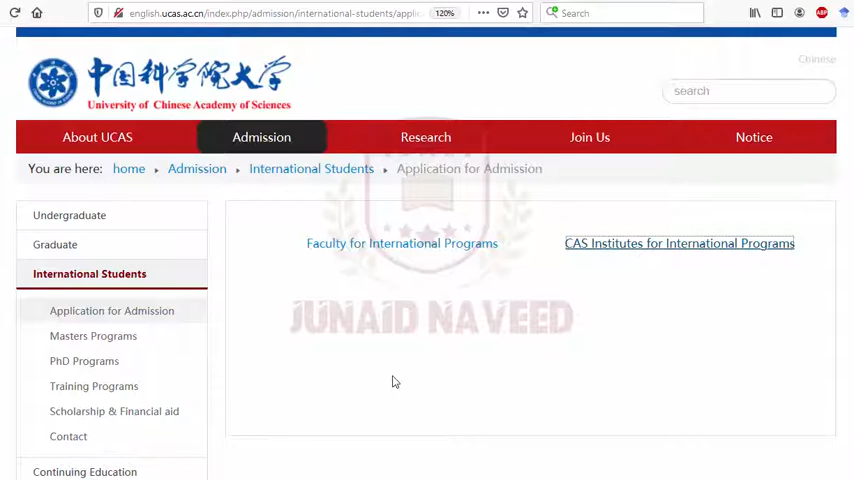 english.ucas.ac.cn/index.php/admission/international-students/applic
120%
Search
ABP
Chinese
中国科学院大学
University of Chinese Academy of Sciences
search
About UCAS
Admission
Research
Join Us
Notice
You are here: home ▸ Admission ▸ International Students ▸ Application for Admission
Undergraduate
Graduate
International Students
Application for Admission
Masters Programs
PhD Programs
Training Programs
Scholarship & Financial aid
Contact
Continuing Education
Faculty for International Programs
CAS Institutes for International Programs
JUNAID NAVEED